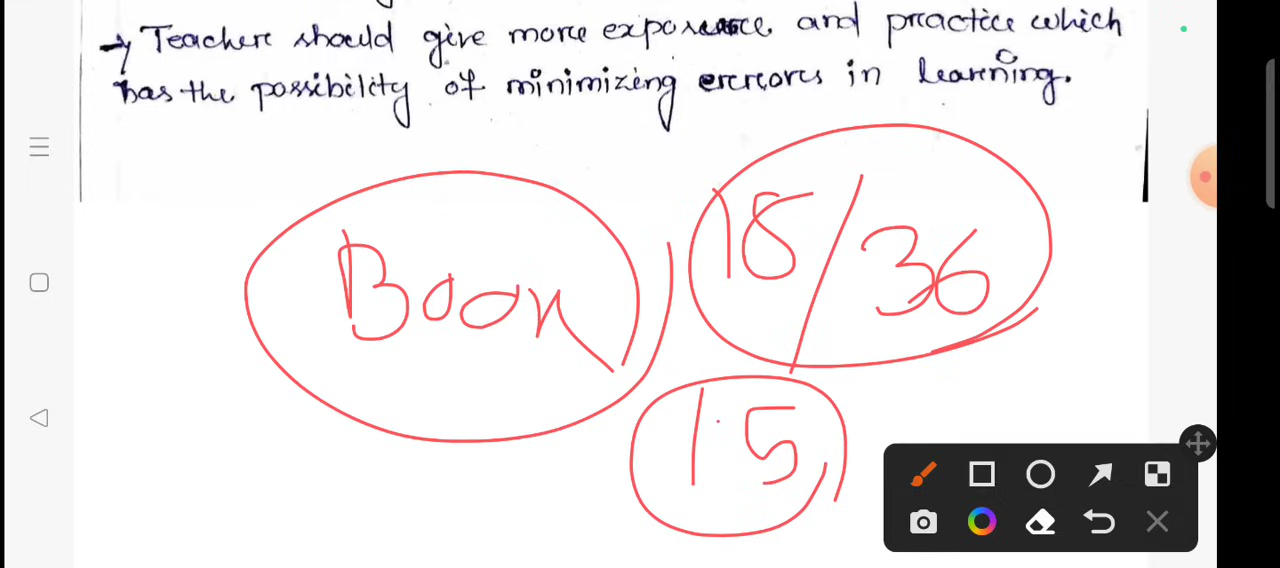 → Teacher should give more exposure and practice which
has the possibility of minimizing errors in learning.
Book
18/36
15